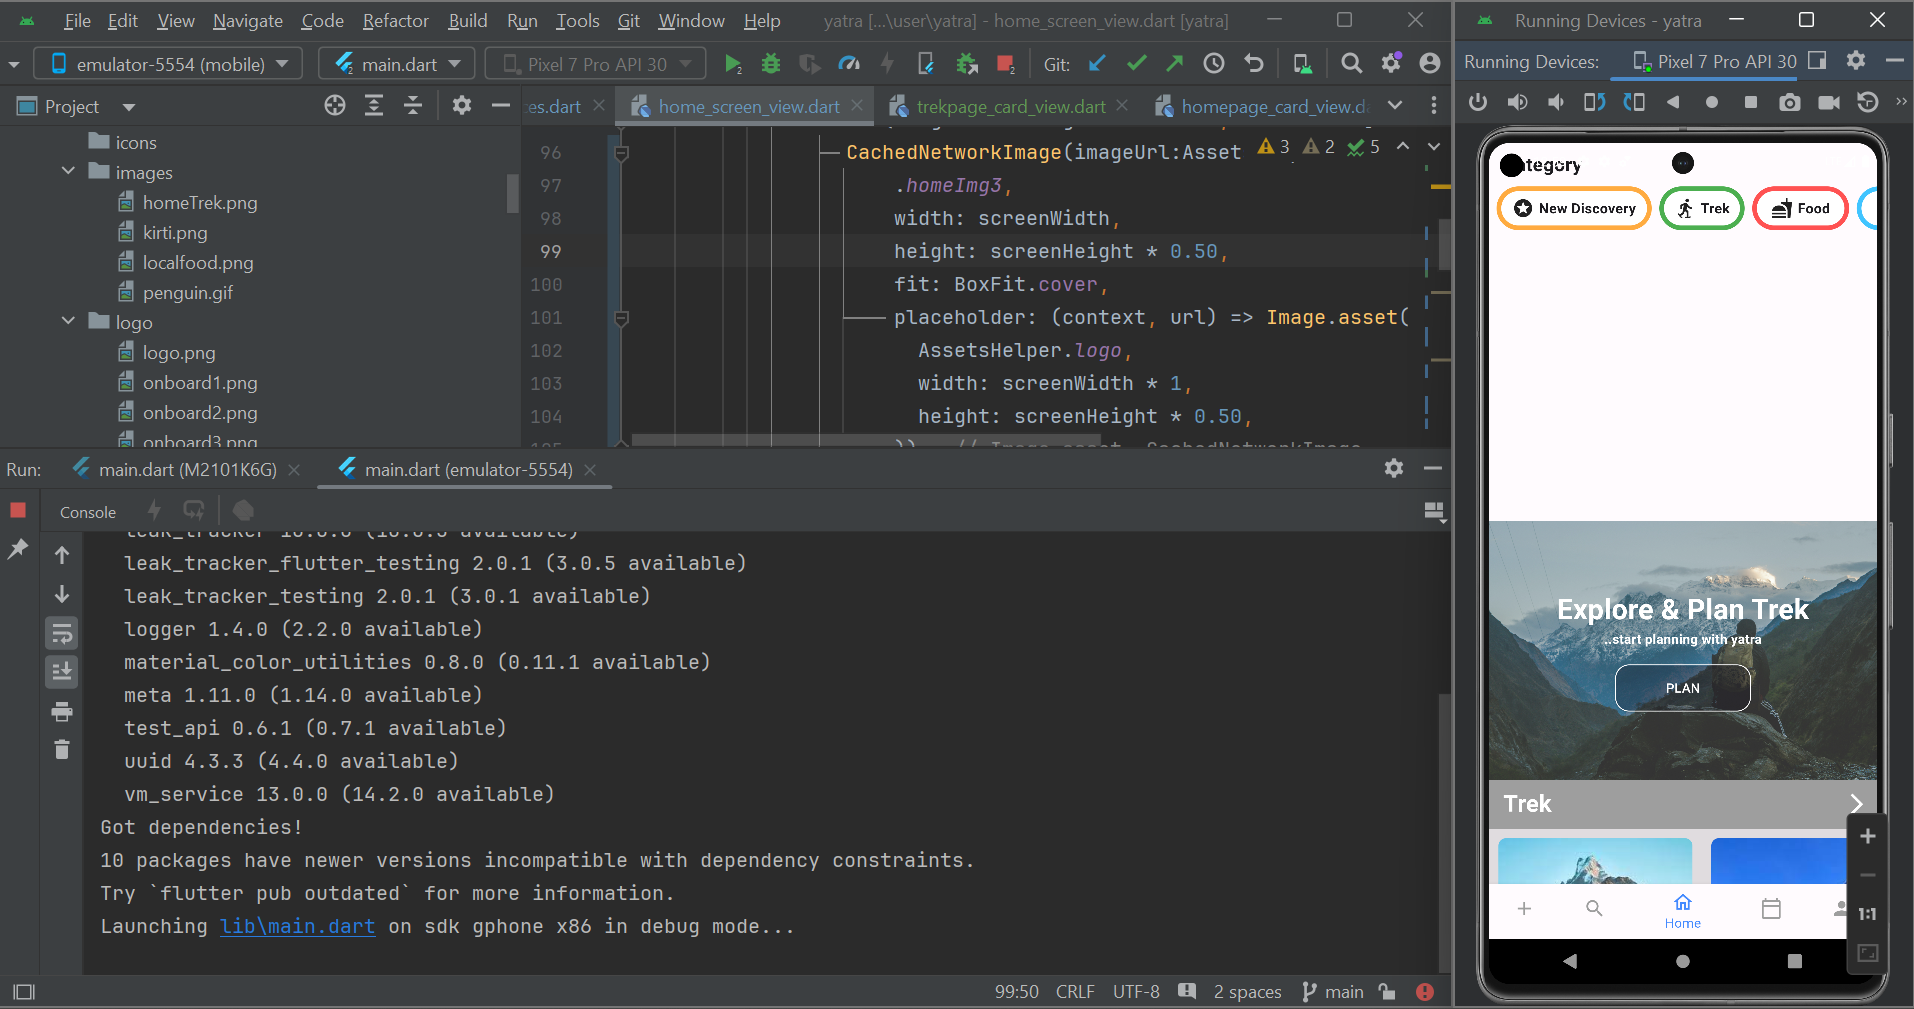 File Edit View Navigate Code Refactor Build Run Tools Git Window Help yatra [...\user\yatra] - home_screen_view.dart [yatra]
Running Devices - yatra
emulator-5554 (mobile) main.dart Pixel 7 Pro API 30 Git:
Running Devices: Pixel 7 Pro API 30
Project
.dart home_screen_view.dart trekpage_card_view.dart homepage_card_view.d
icons
images
homeTrek.png
kirti.png
localfood.png
penguin.gif
logo
logo.png
onboard1.png
onboard2.png
onboard3.png
96 CachedNetworkImage(imageUrl:Asset 3 2 5
97 .homeImg3,
98 width: screenWidth,
99 height: screenHeight * 0.50,
100 fit: BoxFit.cover,
101 placeholder: (context, url) => Image.asset(
102 AssetsHelper.logo,
103 width: screenWidth * 1,
104 height: screenHeight * 0.50,
)) // Image.asset, CachedNetworkImage
Run: main.dart (M2101K6G) main.dart (emulator-5554)
Console
leak_tracker_flutter_testing 2.0.1 (3.0.5 available)
leak_tracker_testing 2.0.1 (3.0.1 available)
logger 1.4.0 (2.2.0 available)
material_color_utilities 0.8.0 (0.11.1 available)
meta 1.11.0 (1.14.0 available)
test_api 0.6.1 (0.7.1 available)
uuid 4.3.3 (4.4.0 available)
vm_service 13.0.0 (14.2.0 available)
Got dependencies!
10 packages have newer versions incompatible with dependency constraints.
Try `flutter pub outdated` for more information.
Launching lib\main.dart on sdk gphone x86 in debug mode...
99:50 CRLF UTF-8 2 spaces main
tegory
New Discovery Trek Food
Explore & Plan Trek
..start planning with yatra
PLAN
Trek
Home
1:1